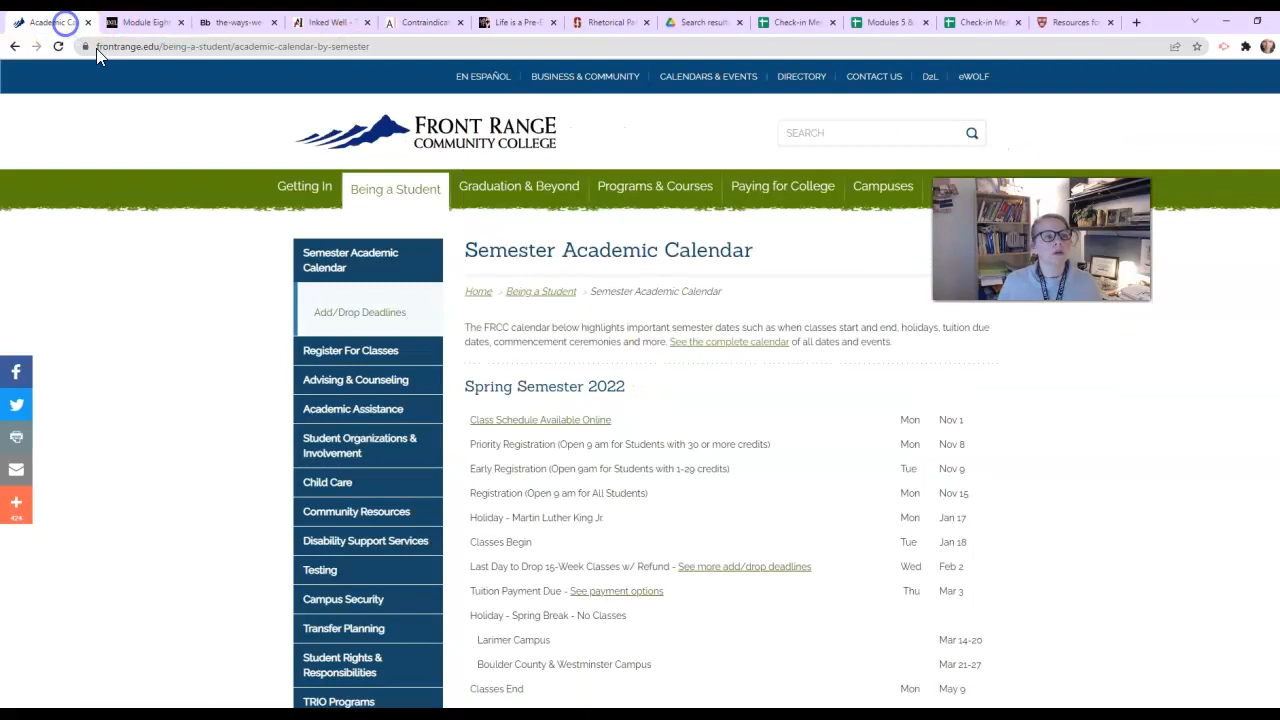 Academic Ca
Module Eight
Bb the-ways-we
Inked Well - T
Contraindicat
Life is a Pre-E
Rhetorical Pa
Search result
Check-in Me
Modules 5 &
Check-in Me
Resources for
frontrange.edu/being-a-student/academic-calendar-by-semester
EN ESPAÑOL
BUSINESS & COMMUNITY
CALENDARS & EVENTS
DIRECTORY
CONTACT US
D2L
eWOLF
FRONT RANGE
COMMUNITY COLLEGE
SEARCH
Getting In
Being a Student
Graduation & Beyond
Programs & Courses
Paying for College
Campuses
Semester Academic
Calendar
Add/Drop Deadlines
Register For Classes
Advising & Counseling
Academic Assistance
Student Organizations &
Involvement
Child Care
Community Resources
Disability Support Services
Testing
Campus Security
Transfer Planning
Student Rights &
Responsibilities
TRIO Programs
424
Semester Academic Calendar
Home > Being a Student > Semester Academic Calendar
The FRCC calendar below highlights important semester dates such as when classes start and end, holidays, tuition due
dates, commencement ceremonies and more. See the complete calendar of all dates and events.
Spring Semester 2022
Class Schedule Available Online Mon Nov 1
Priority Registration (Open 9 am for Students with 30 or more credits) Mon Nov 8
Early Registration (Open 9am for Students with 1-29 credits) Tue Nov 9
Registration (Open 9 am for All Students) Mon Nov 15
Holiday - Martin Luther King Jr. Mon Jan 17
Classes Begin Tue Jan 18
Last Day to Drop 15-Week Classes w/ Refund - See more add/drop deadlines Wed Feb 2
Tuition Payment Due - See payment options Thu Mar 3
Holiday - Spring Break - No Classes
Larimer Campus Mar 14-20
Boulder County & Westminster Campus Mar 21-27
Classes End Mon May 9